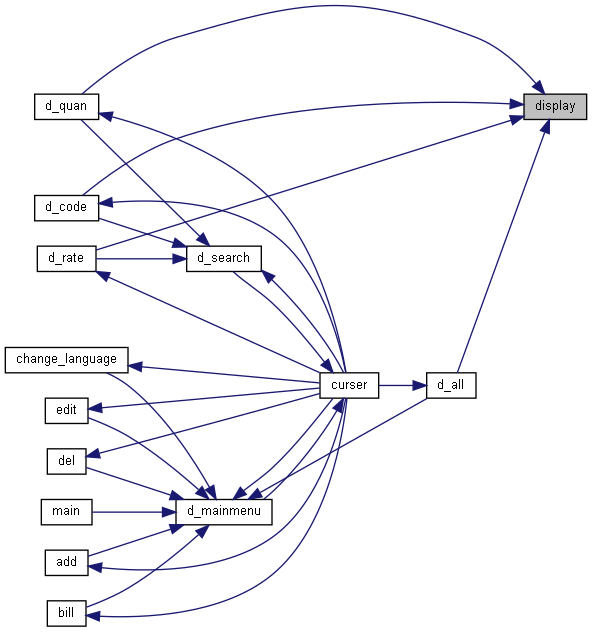 d_quan
display
d_code
d_rate
d_search
change_language
curser
d_all
edit
del
main
d_mainmenu
add
bill